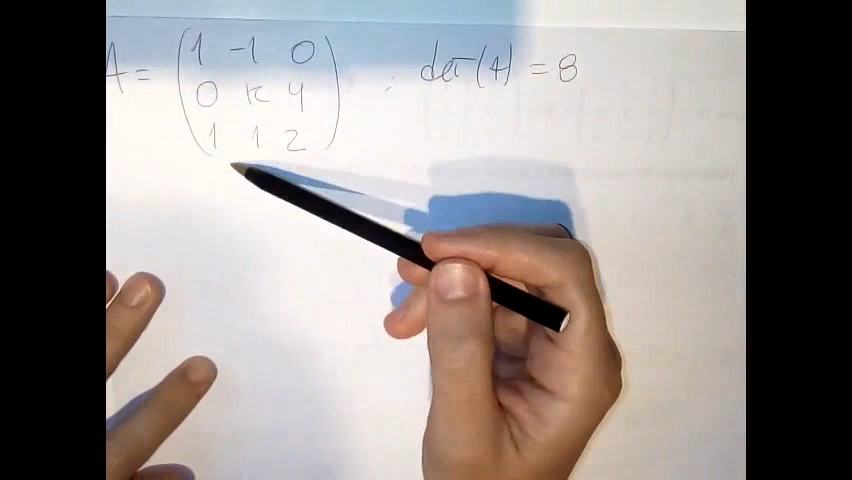 A = ( 1 -1 0 ; det(A) = 8
0 k 4
1 1 2 )